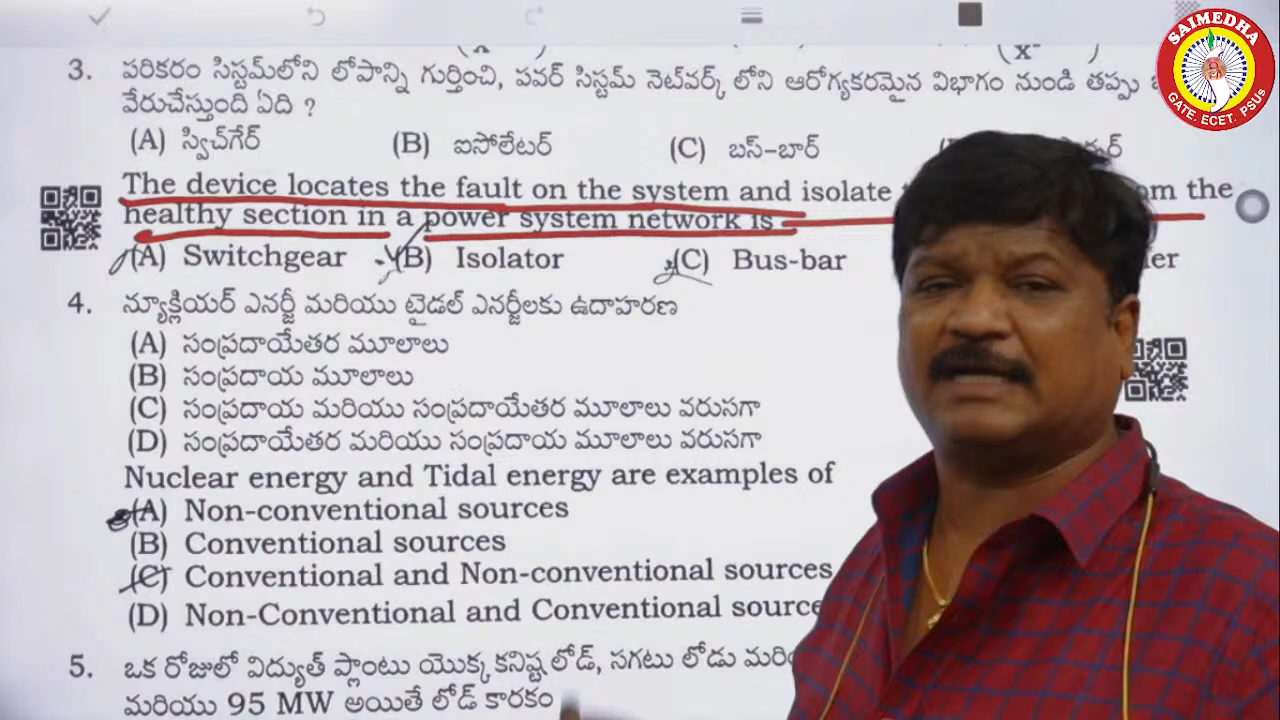 SAIMEDHA
GATE. ECET. PSUs
3. పరికరం సిస్టమ్‌లోని లోపాన్ని గుర్తించి, పవర్ సిస్టమ్ నెట్‌వర్క్ లోని ఆరోగ్యకరమైన విభాగం నుండి తప్పు
వేరుచేస్తుంది ఏది ?
(A) స్విచ్‌గేర్ (B) ఐసోలేటర్ (C) బస్-బార్
The device locates the fault on the system and isolate from the
healthy section in a power system network is
(A) Switchgear (B) Isolator (C) Bus-bar
4. న్యూక్లియర్ ఎనర్జీ మరియు టైడల్ ఎనర్జీలకు ఉదాహరణ
(A) సంప్రదాయేతర మూలాలు
(B) సంప్రదాయ మూలాలు
(C) సంప్రదాయ మరియు సంప్రదాయేతర మూలాలు వరుసగా
(D) సంప్రదాయేతర మరియు సంప్రదాయ మూలాలు వరుసగా
Nuclear energy and Tidal energy are examples of
(A) Non-conventional sources
(B) Conventional sources
(C) Conventional and Non-conventional sources
(D) Non-Conventional and Conventional
5. ఒక రోజులో విద్యుత్ ప్లాంటు యొక్క కనిష్ట లోడ్, సగటు లోడు
మరియు 95 MW అయితే లోడ్ కారకం